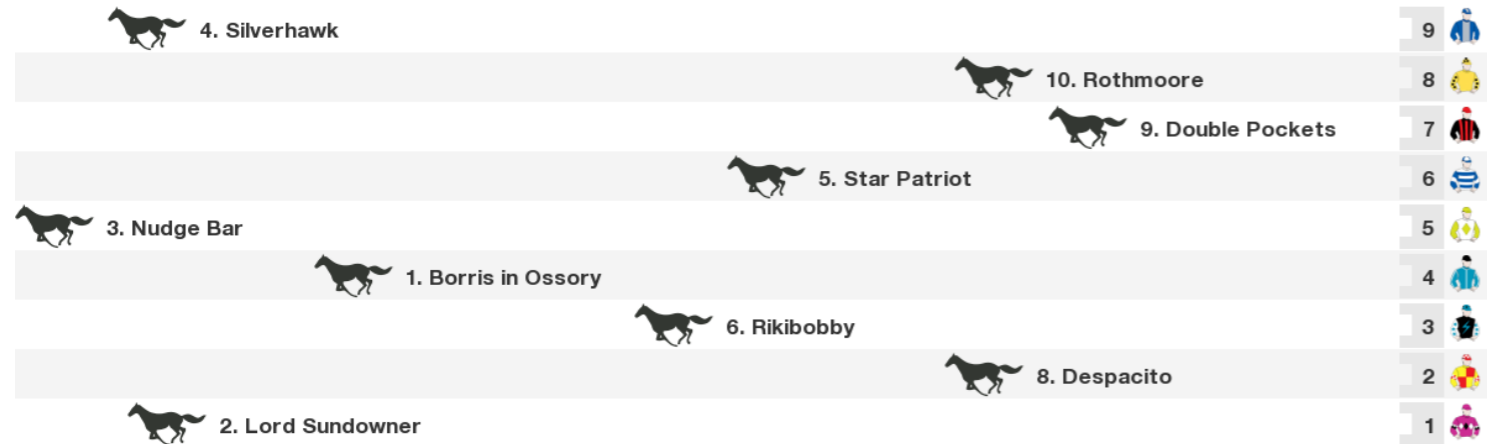 4. Silverhawk 9
10. Rothmoore 8
9. Double Pockets 7
5. Star Patriot 6
3. Nudge Bar 5
1. Borris in Ossory 4
6. Rikibobby 3
8. Despacito 2
2. Lord Sundowner 1